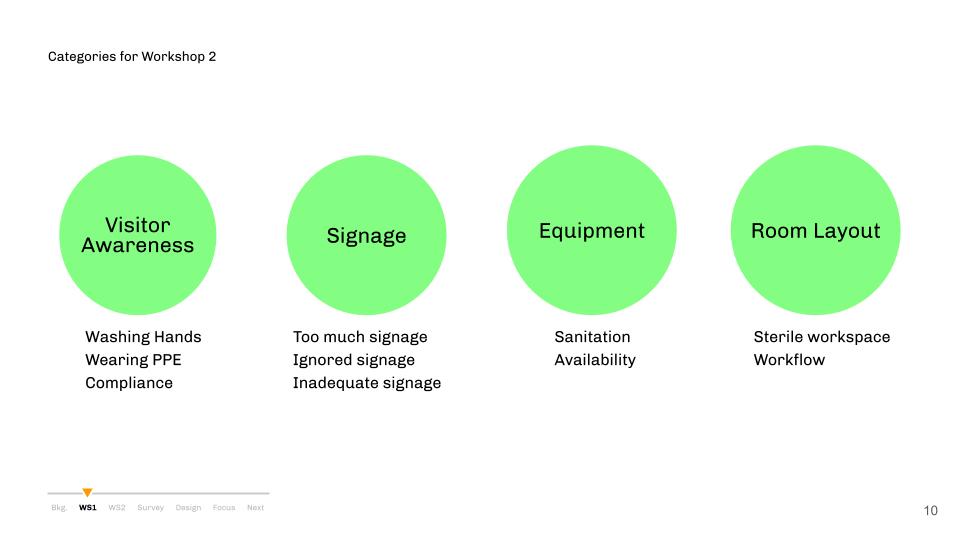 Categories for Workshop 2
Visitor
Awareness
Signage
Equipment
Room Layout
Washing Hands
Wearing PPE
Compliance
Too much signage
Ignored signage
Inadequate signage
Sanitation
Availability
Sterile workspace
Workflow
Bkg. WS1 WS2 Survey Design Focus Next
10